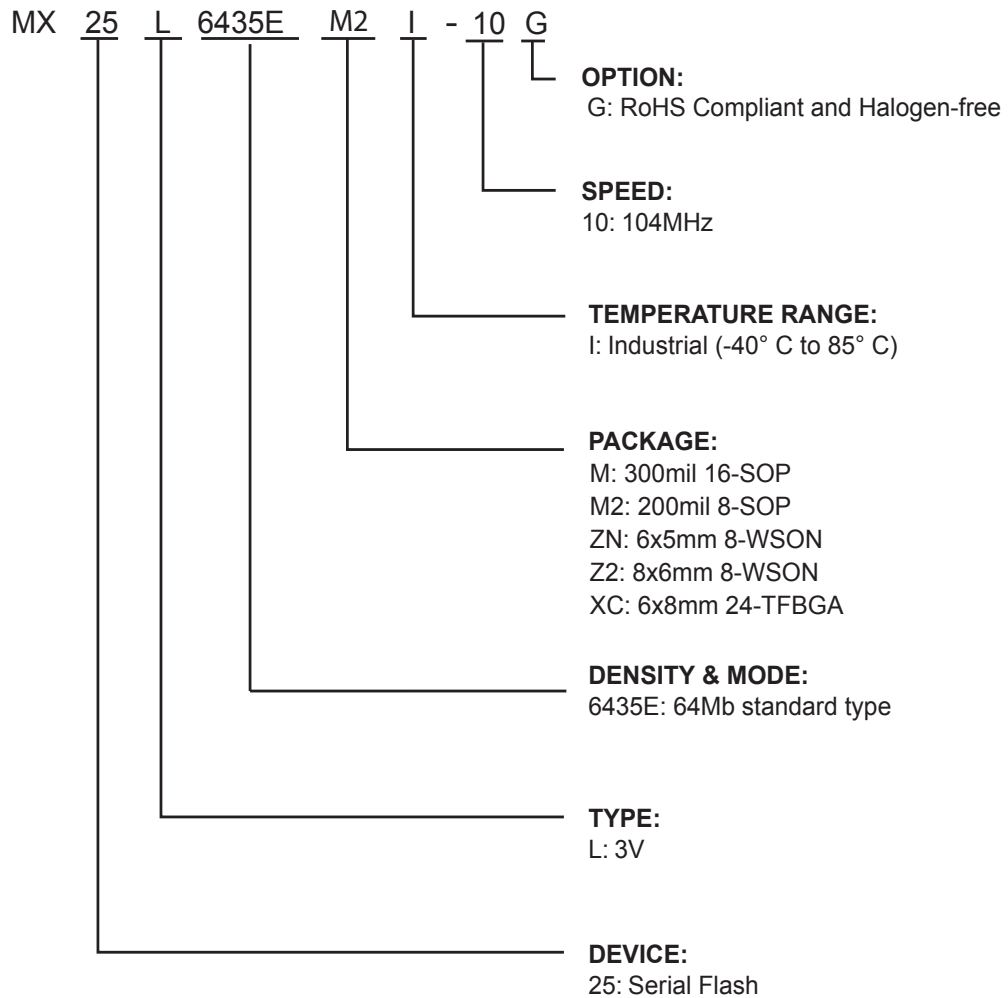 MX 25 L 6435E M2 I - 10 G
OPTION:
G: RoHS Compliant and Halogen-free
SPEED:
10: 104MHz
TEMPERATURE RANGE:
I: Industrial (-40° C to 85° C)
PACKAGE:
M: 300mil 16-SOP
M2: 200mil 8-SOP
ZN: 6x5mm 8-WSON
Z2: 8x6mm 8-WSON
XC: 6x8mm 24-TFBGA
DENSITY & MODE:
6435E: 64Mb standard type
TYPE:
L: 3V
DEVICE:
25: Serial Flash